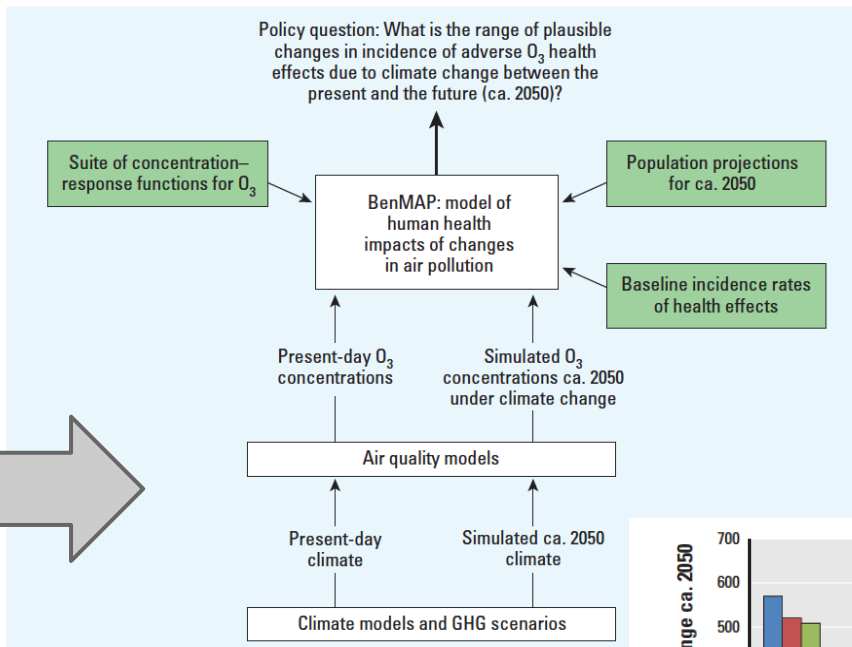 Policy question: What is the range of plausible
changes in incidence of adverse O₃ health
effects due to climate change between the
present and the future (ca. 2050)?
Suite of concentration–
response functions for O₃
Population projections
for ca. 2050
BenMAP: model of
human health
impacts of changes
in air pollution
Baseline incidence rates
of health effects
Present-day O₃
concentrations
Simulated O₃
concentrations ca. 2050
under climate change
Air quality models
Present-day
climate
Simulated ca. 2050
climate
Climate models and GHG scenarios
700
600
500
ca. 2050